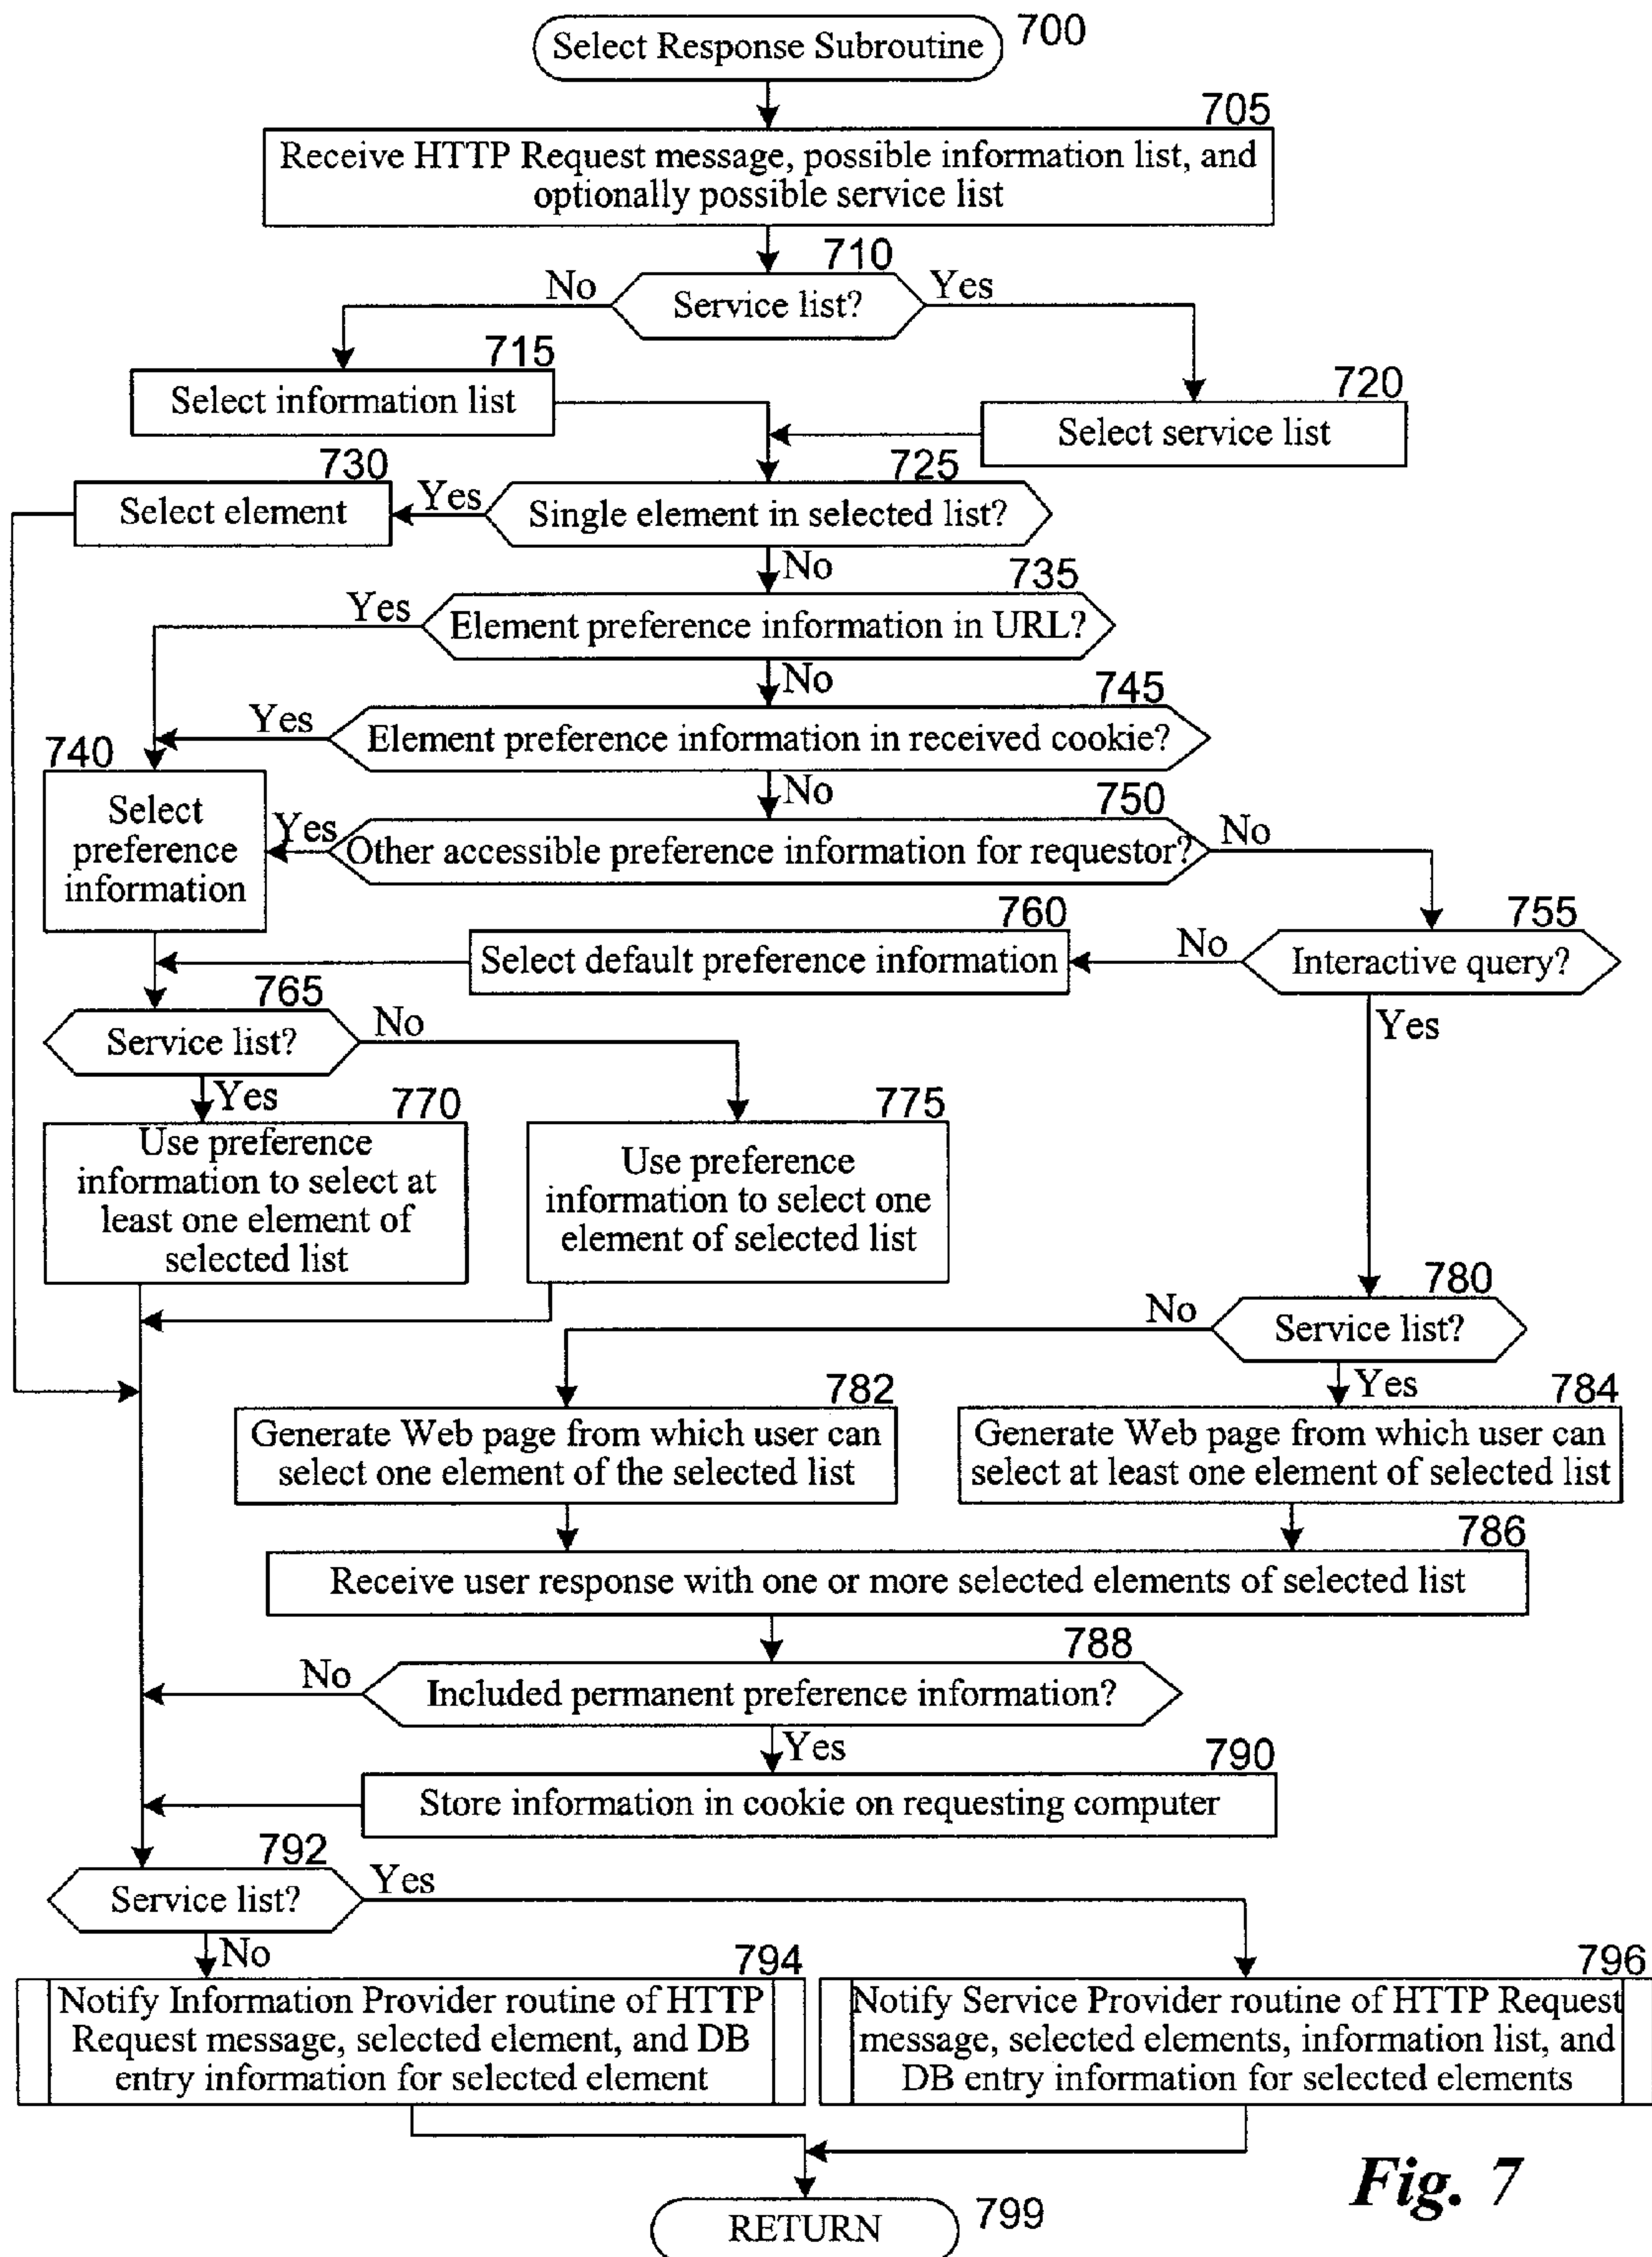 Select Response Subroutine
700
705
Receive HTTP Request message, possible information list, and
optionally possible service list
710
No
Service list?
Yes
715
Select information list
720
Select service list
730
Select element
Yes
725
Single element in selected list?
No
735
Yes
Element preference information in URL?
No
745
Yes
Element preference information in received cookie?
No
740
Select
preference
information
750
Yes
Other accessible preference information for requestor?
No
755
Interactive query?
No
760
Select default preference information
Yes
765
Service list?
No
Yes
770
Use preference
information to select at
least one element of
selected list
775
Use preference
information to select one
element of selected list
780
No
Service list?
Yes
782
Generate Web page from which user can
select one element of the selected list
784
Generate Web page from which user can
select at least one element of selected list
786
Receive user response with one or more selected elements of selected list
788
No
Included permanent preference information?
Yes
790
Store information in cookie on requesting computer
792
Service list?
Yes
No
794
Notify Information Provider routine of HTTP
Request message, selected element, and DB
entry information for selected element
796
Notify Service Provider routine of HTTP Request
message, selected elements, information list, and
DB entry information for selected elements
RETURN
799
Fig. 7